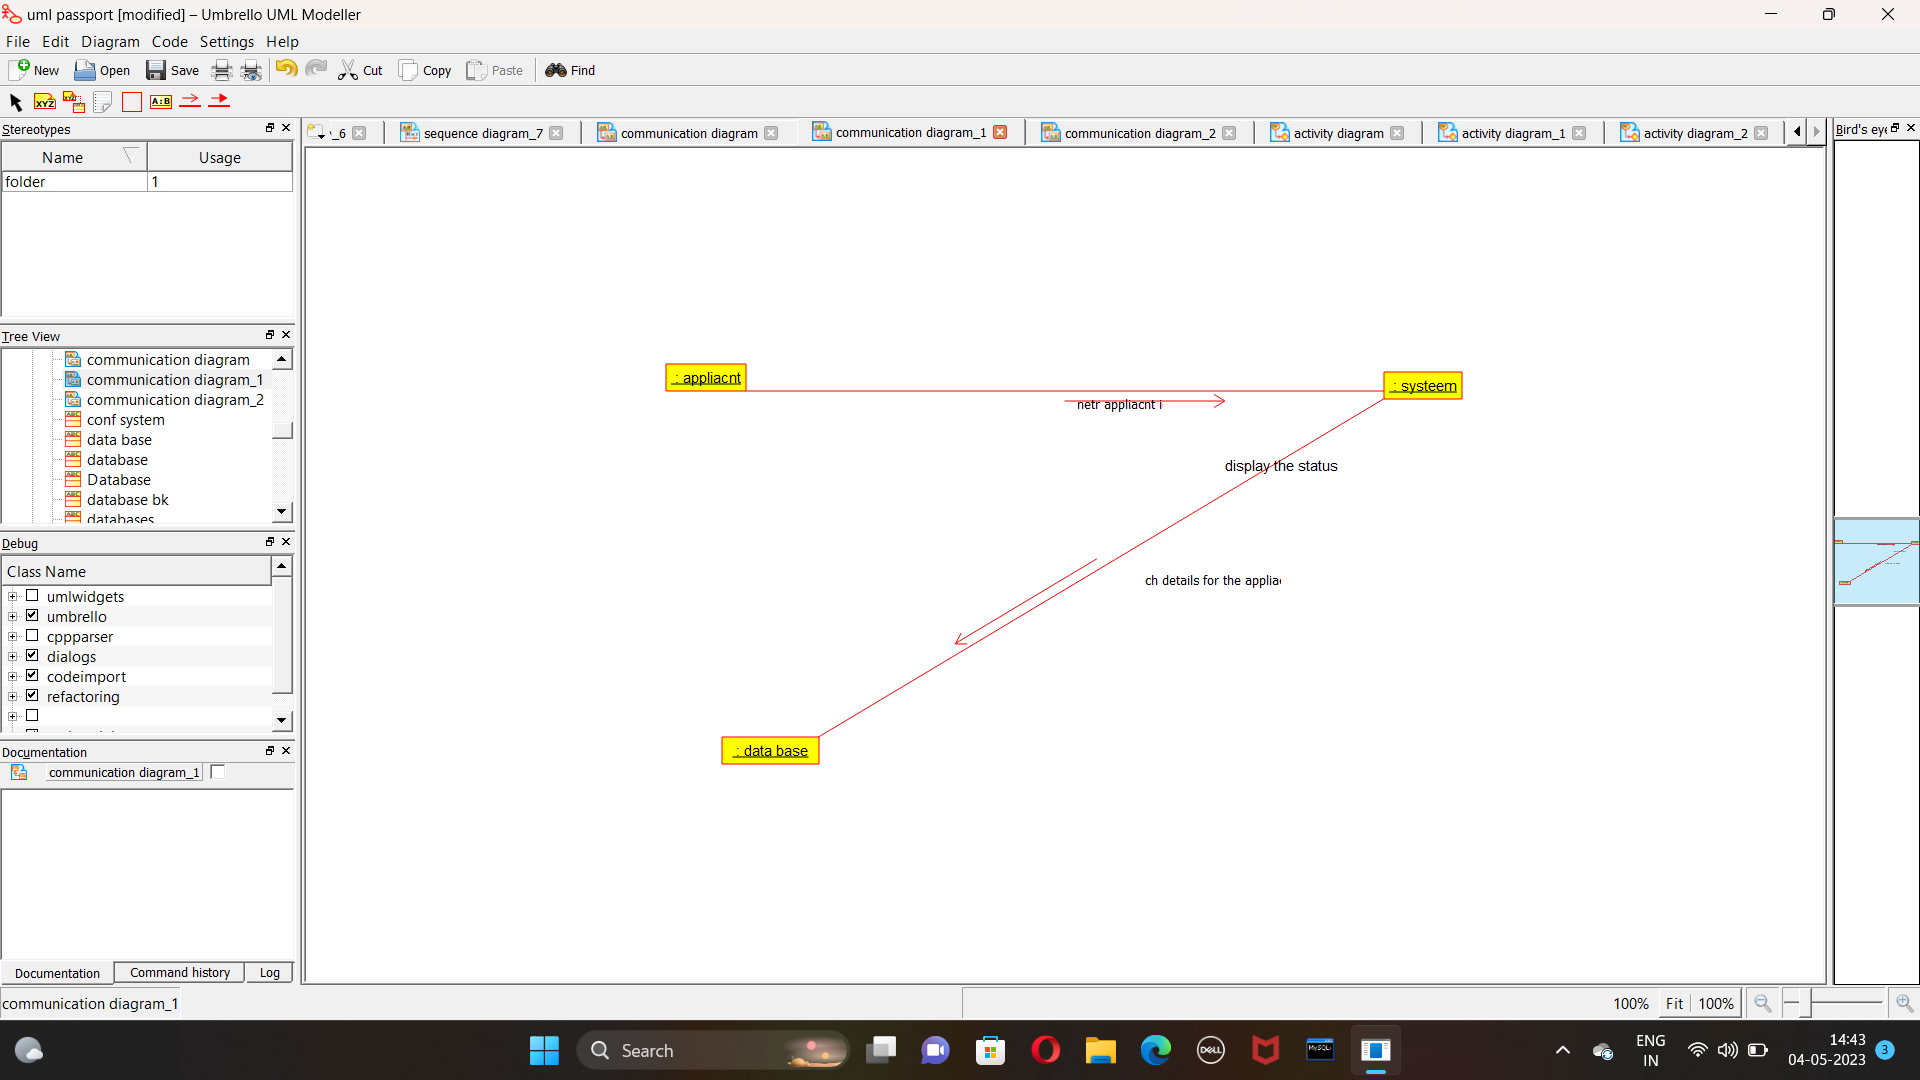 uml passport [modified] – Umbrello UML Modeller
File Edit Diagram Code Settings Help
New Open Save Cut Copy Paste Find
XYZ XYZ A:B
Stereotypes
_6 sequence diagram_7 communication diagram communication diagram_1 communication diagram_2 activity diagram activity diagram_1 activity diagram_2
Bird's eye
Name Usage
folder 1
Tree View
communication diagram
communication diagram_1
communication diagram_2
conf system
data base
database
Database
database bk
databases
Debug
Class Name
umlwidgets
umbrello
cppparser
dialogs
codeimport
refactoring
Documentation
communication diagram_1
: appliacnt
: systeem
netr appliacnt i
display the status
ch details for the appliac
: data base
Documentation Command history Log
communication diagram_1
100% Fit 100%
Search
DELL
MySQL
ENG
IN
14:43
04-05-2023
3